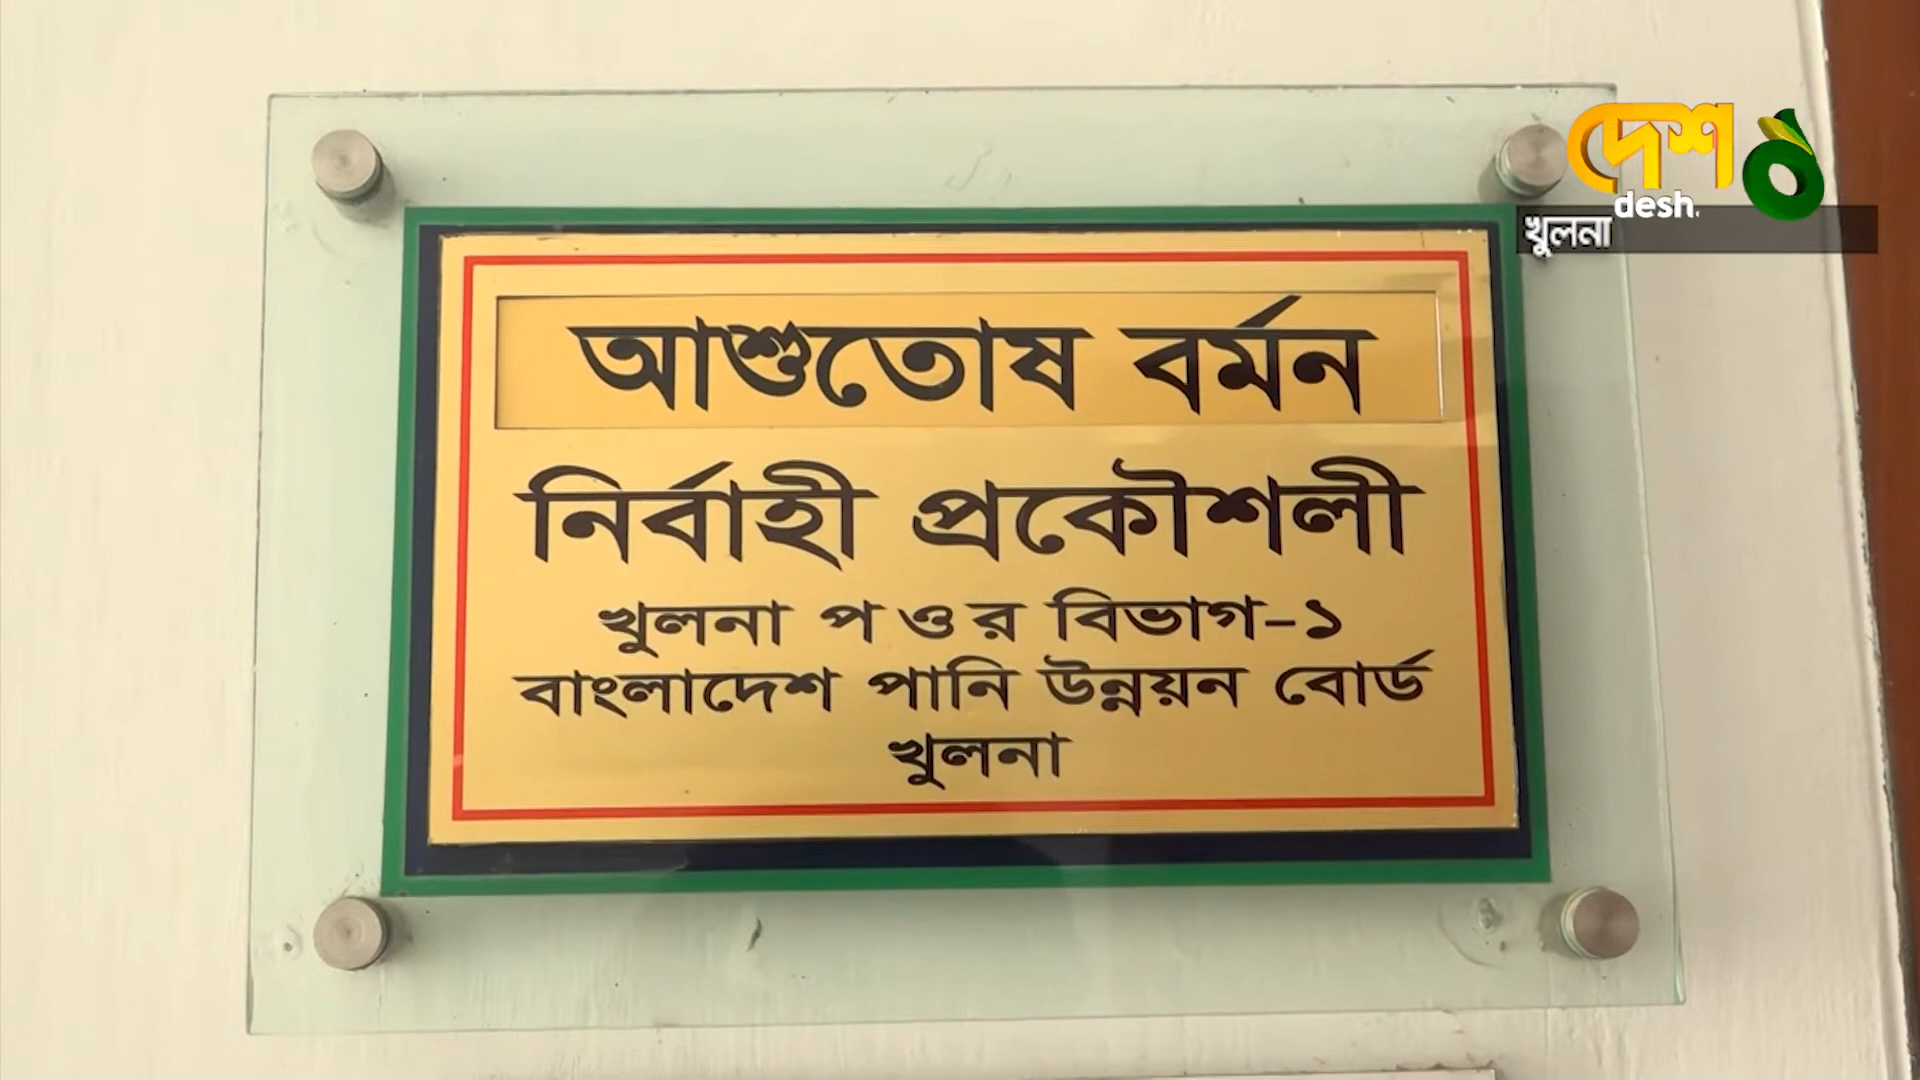 দেশ
desh
খুলনা
আশুতোষ বর্মন
নির্বাহী প্রকৌশলী
খুলনা প ও র বিভাগ-১
বাংলাদেশ পানি উন্নয়ন বোর্ড
খুলনা